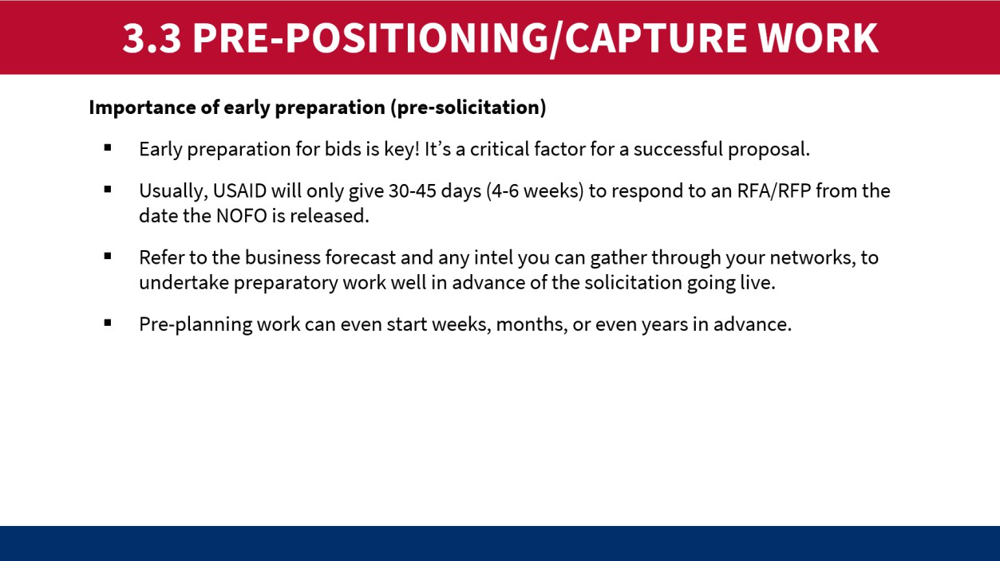 3.3 PRE-POSITIONING/CAPTURE WORK
Importance of early preparation (pre-solicitation)
▪ Early preparation for bids is key! It’s a critical factor for a successful proposal.
▪ Usually, USAID will only give 30-45 days (4-6 weeks) to respond to an RFA/RFP from the
date the NOFO is released.
▪ Refer to the business forecast and any intel you can gather through your networks, to
undertake preparatory work well in advance of the solicitation going live.
▪ Pre-planning work can even start weeks, months, or even years in advance.